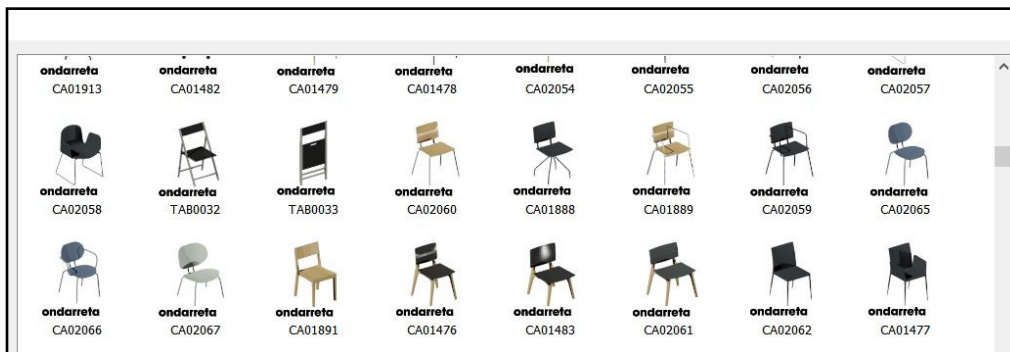 ondarreta ondarreta ondarreta ondarreta ondarreta ondarreta ondarreta ondarreta
CA01913 CA01482 CA01479 CA01478 CA02054 CA02055 CA02056 CA02057
ondarreta ondarreta ondarreta ondarreta ondarreta ondarreta ondarreta ondarreta
CA02058 TAB0032 TAB0033 CA02060 CA01888 CA01889 CA02059 CA02065
ondarreta ondarreta ondarreta ondarreta ondarreta ondarreta ondarreta ondarreta
CA02066 CA02067 CA01891 CA01476 CA01483 CA02061 CA02062 CA01477